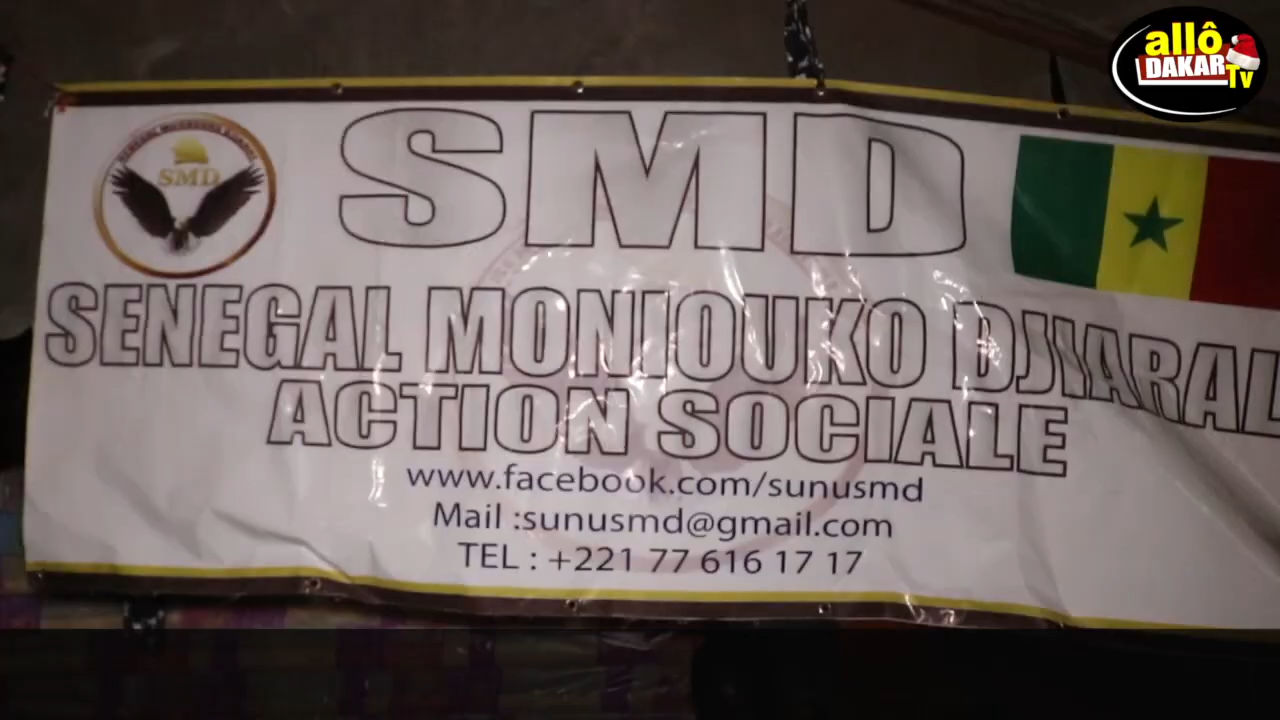 allô
DAKAR
Tv
SMD
SMD
SENEGAL MONIOUKO DJIARAL
ACTION SOCIALE
www.facebook.com/sunusmd
Mail :sunusmd@gmail.com
TEL : +221 77 616 17 17